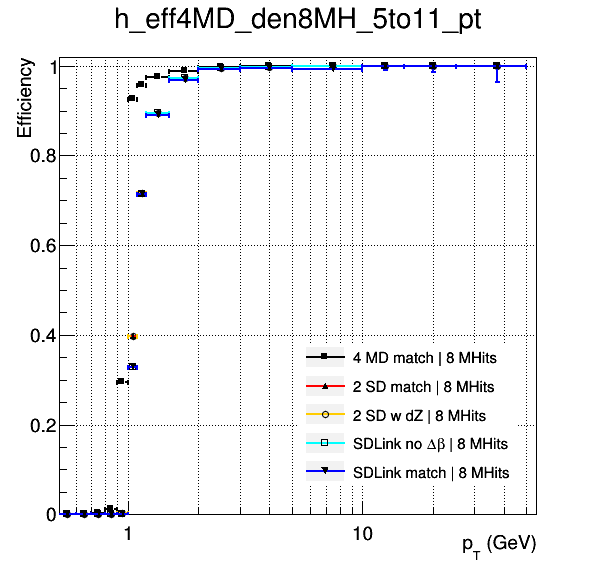 h_eff4MD_den8MH_5to11_pt
Efficiency
1
0.8
0.6
0.4
0.2
0
4 MD match | 8 MHits
2 SD match | 8 MHits
2 SD w dZ | 8 MHits
SDLink no Δβ | 8 MHits
SDLink match | 8 MHits
1 10
p_T (GeV)